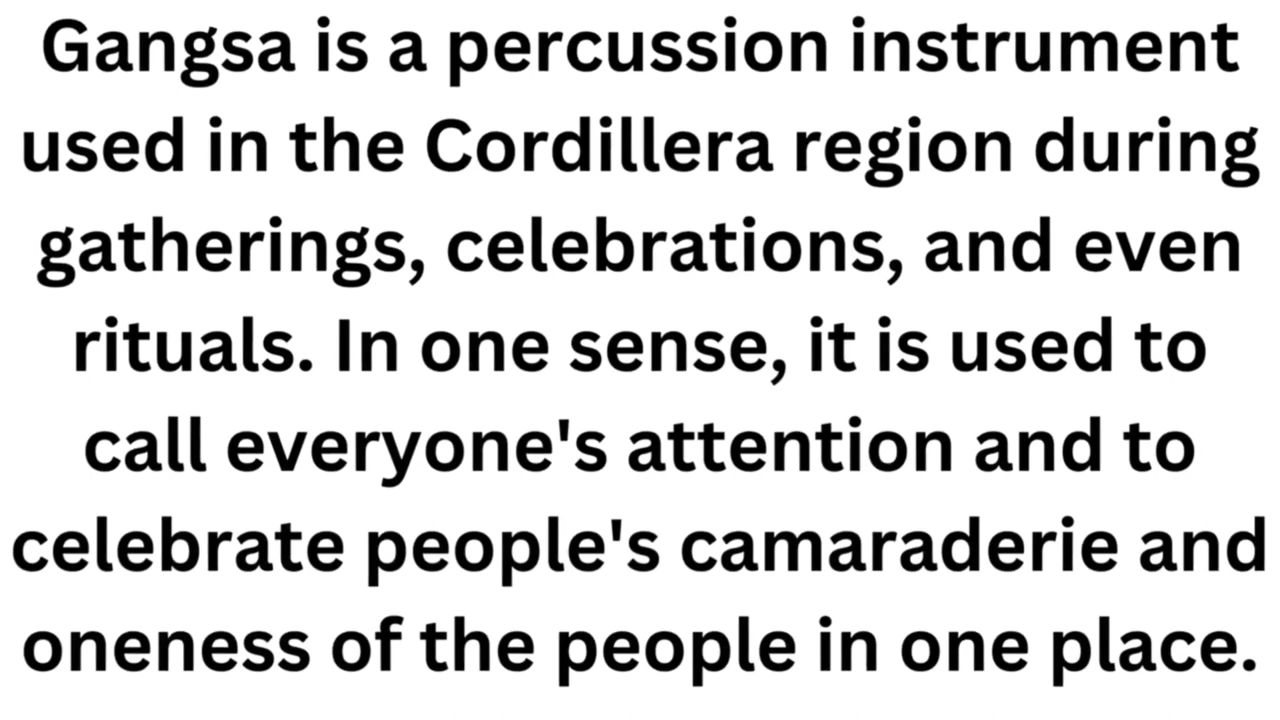 Gangsa is a percussion instrument
used in the Cordillera region during
gatherings, celebrations, and even
rituals. In one sense, it is used to
call everyone's attention and to
celebrate people's camaraderie and
oneness of the people in one place.